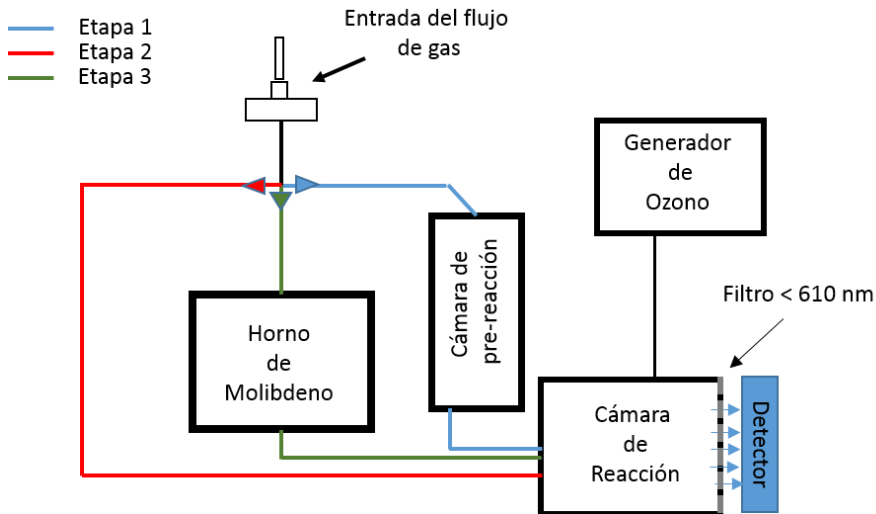 Etapa 1
Etapa 2
Etapa 3
Entrada del flujo
de gas
Generador
de
Ozono
Cámara de
pre-reacción
Filtro < 610 nm
Horno
de
Molibdeno
Cámara
de
Reacción
Detector